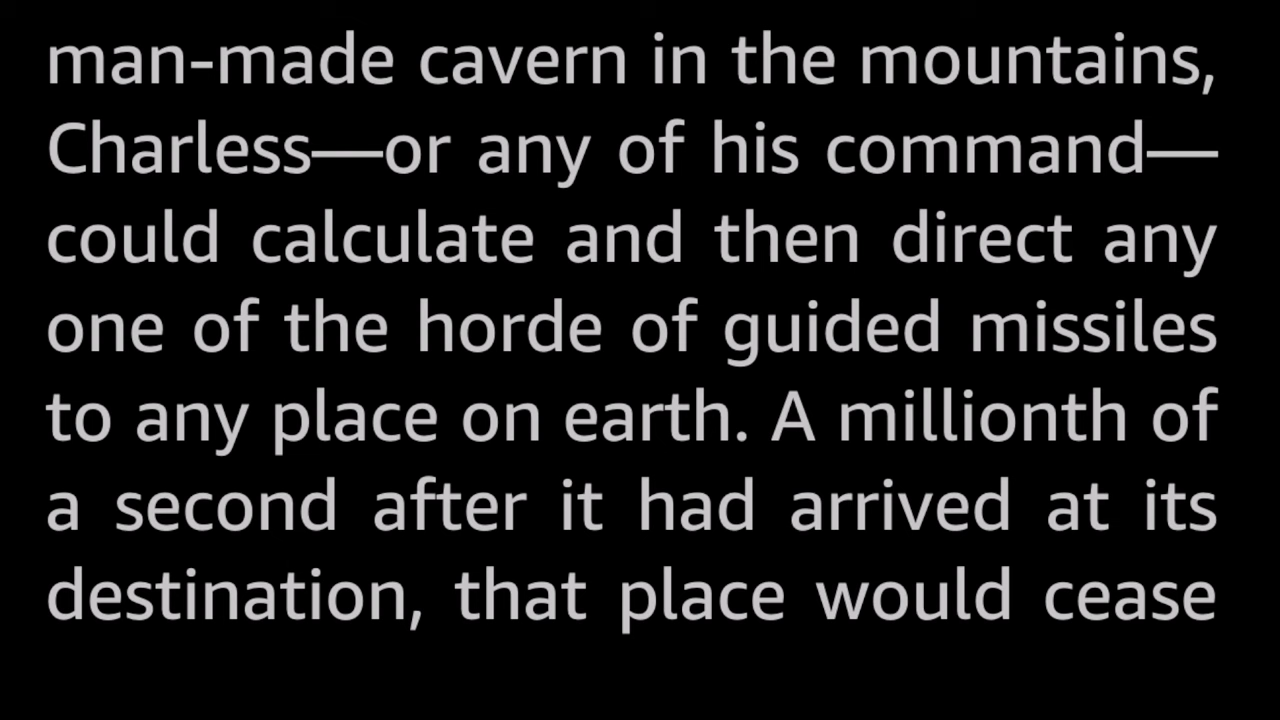 man-made cavern in the mountains,
Charless—or any of his command—
could calculate and then direct any
one of the horde of guided missiles
to any place on earth. A millionth of
a second after it had arrived at its
destination, that place would cease